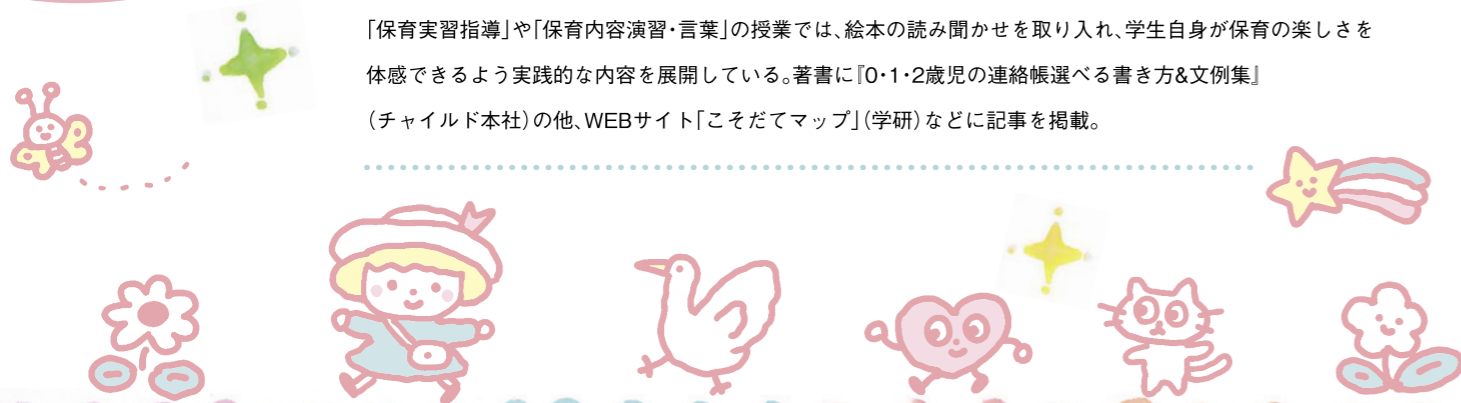 「保育実習指導」や「保育内容演習・言葉」の授業では、絵本の読み聞かせを取り入れ、学生自身が保育の楽しさを
体感できるよう実践的な内容を展開している。著書に『0・1・2歳児の連絡帳選べる書き方&文例集』
（チャイルド本社）の他、WEBサイト「こそだてマップ」（学研）などに記事を掲載。